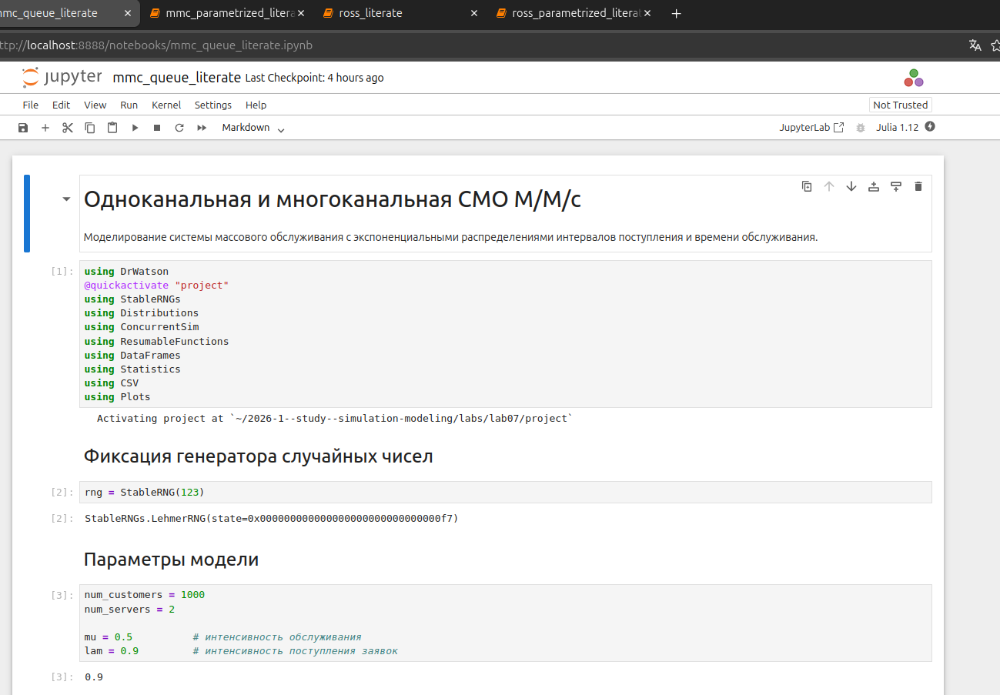 mmc_queue_literate
mmc_parametrized_litera
ross_literate
ross_parametrized_literat
ttp://localhost:8888/notebooks/mmc_queue_literate.ipynb
jupyter mmc_queue_literate Last Checkpoint: 4 hours ago
File Edit View Run Kernel Settings Help Not Trusted
Markdown JupyterLab Julia 1.12
Одноканальная и многоканальная СМО M/M/c
Моделирование системы массового обслуживания с экспоненциальными распределениями интервалов поступления и времени обслуживания.
[1]: using DrWatson
@quickactivate "project"
using StableRNGs
using Distributions
using ConcurrentSim
using ResumableFunctions
using DataFrames
using Statistics
using CSV
using Plots
Activating project at `~/2026-1--study--simulation-modeling/labs/lab07/project`
Фиксация генератора случайных чисел
[2]: rng = StableRNG(123)
[2]: StableRNGs.LehmerRNG(state=0x000000000000000000000000000000f7)
Параметры модели
[3]: num_customers = 1000
num_servers = 2
mu = 0.5 # интенсивность обслуживания
lam = 0.9 # интенсивность поступления заявок
[3]: 0.9